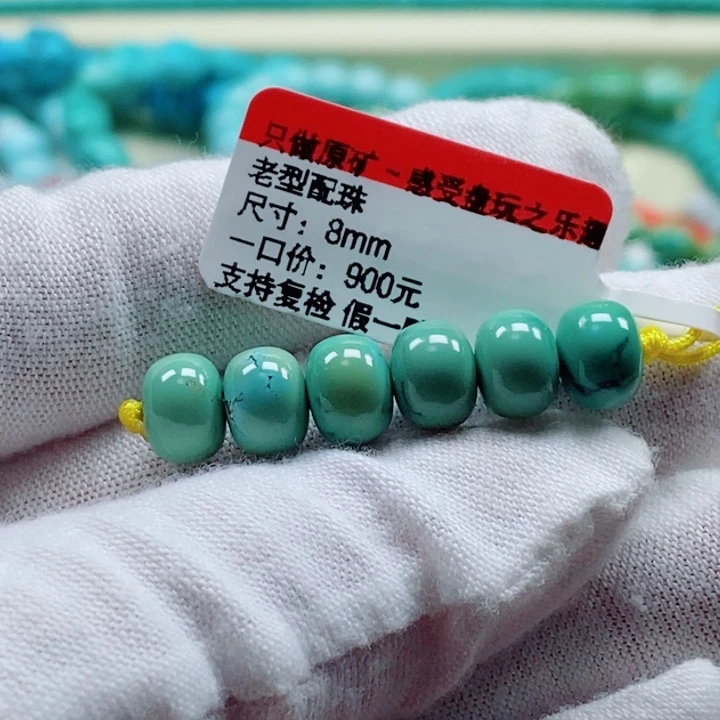 只做原矿~感受盘玩之乐趣
老型配珠
尺寸：8mm
一口价：900元
支持复检 假一